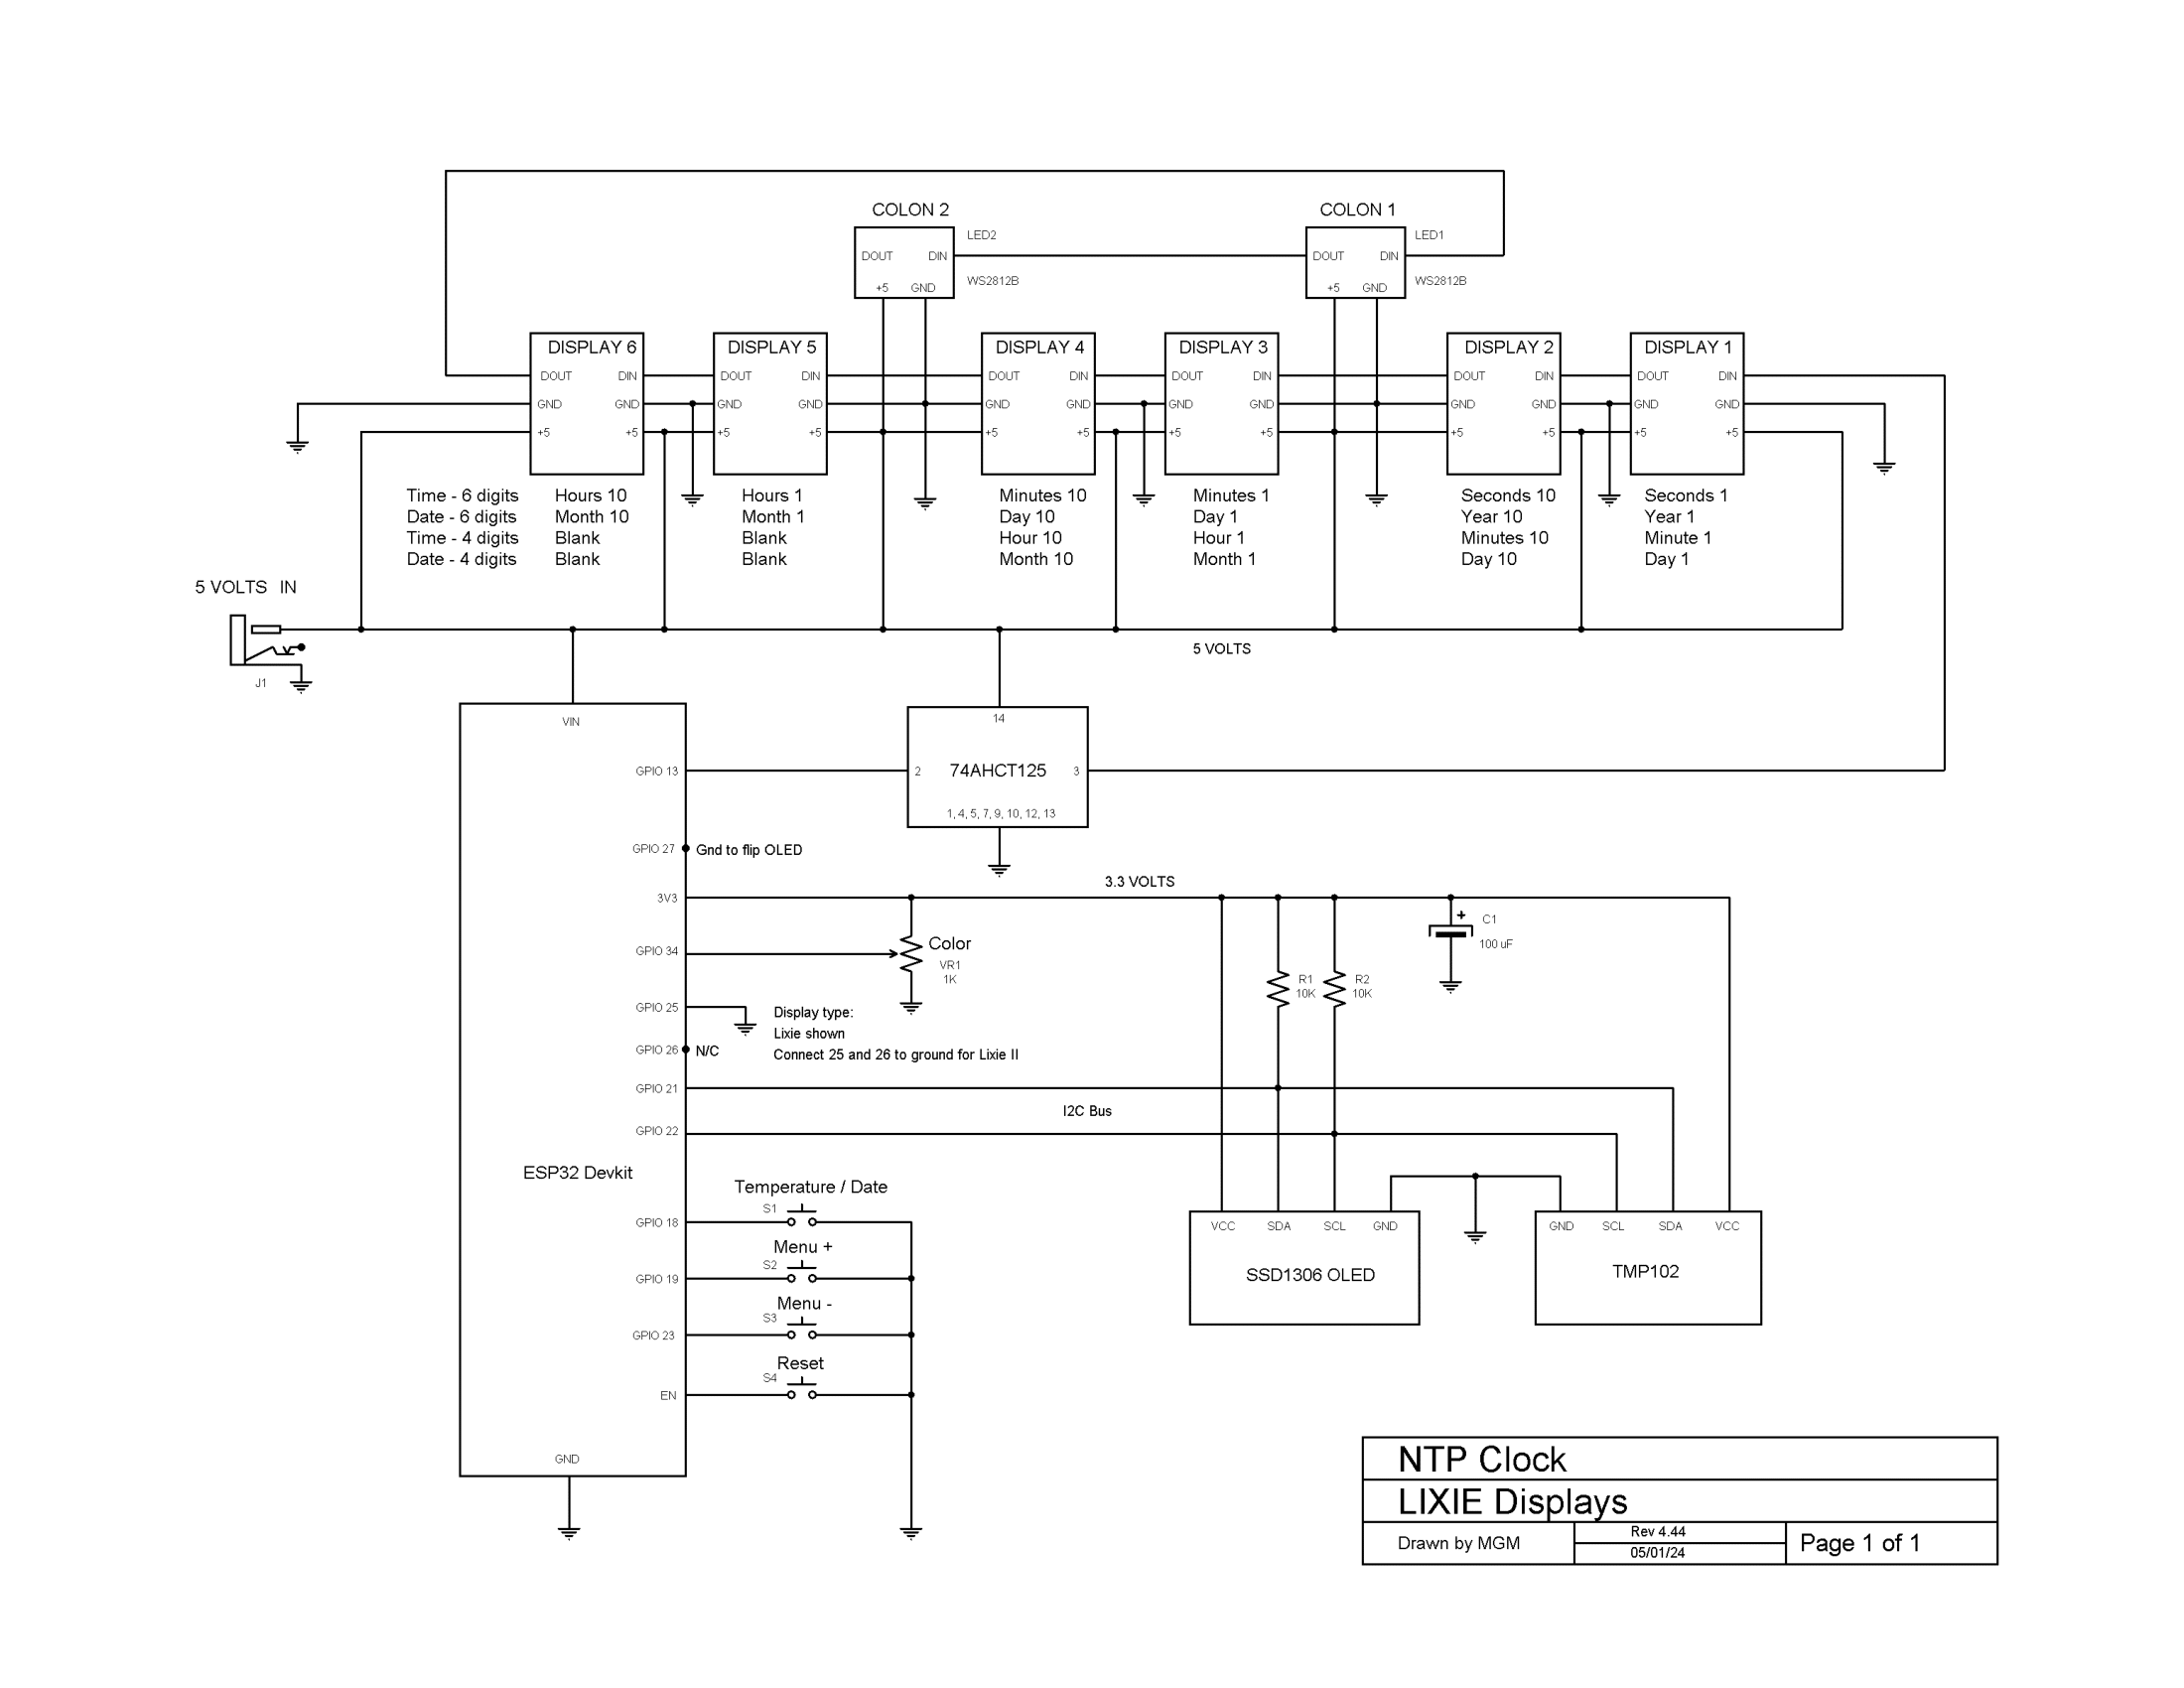 COLON 2
COLON 1
LED2
LED1
DOUT DIN
DOUT DIN
WS2812B
WS2812B
+5 GND
+5 GND
DISPLAY 6
DISPLAY 5
DISPLAY 4
DISPLAY 3
DISPLAY 2
DISPLAY 1
DOUT DIN
DOUT DIN
DOUT DIN
DOUT DIN
DOUT DIN
DOUT DIN
GND GND
GND GND
GND GND
GND GND
GND GND
GND GND
+5 +5
+5 +5
+5 +5
+5 +5
+5 +5
+5 +5
Time - 6 digits Hours 10 Hours 1 Minutes 10 Minutes 1 Seconds 10 Seconds 1
Date - 6 digits Month 10 Month 1 Day 10 Day 1 Year 10 Year 1
Time - 4 digits Blank Blank Hour 10 Hour 1 Minutes 10 Minute 1
Date - 4 digits Blank Blank Month 10 Month 1 Day 10 Day 1
5 VOLTS IN
J1
5 VOLTS
VIN
14
GPIO 13
2 74AHCT125 3
1, 4, 5, 7, 9, 10, 12, 13
GPIO 27 Gnd to flip OLED
3.3 VOLTS
3V3
C1
+
100 uF
GPIO 34
Color
VR1
1K
R1
10K
R2
10K
GPIO 25
Display type:
Lixie shown
GPIO 26 N/C
Connect 25 and 26 to ground for Lixie II
GPIO 21
I2C Bus
GPIO 22
ESP32 Devkit
Temperature / Date
S1
GPIO 18
Menu +
S2
GPIO 19
Menu -
S3
GPIO 23
Reset
S4
EN
GND
VCC SDA SCL GND
SSD1306 OLED
GND SCL SDA VCC
TMP102
NTP Clock
LIXIE Displays
Drawn by MGM
Rev 4.44
05/01/24
Page 1 of 1